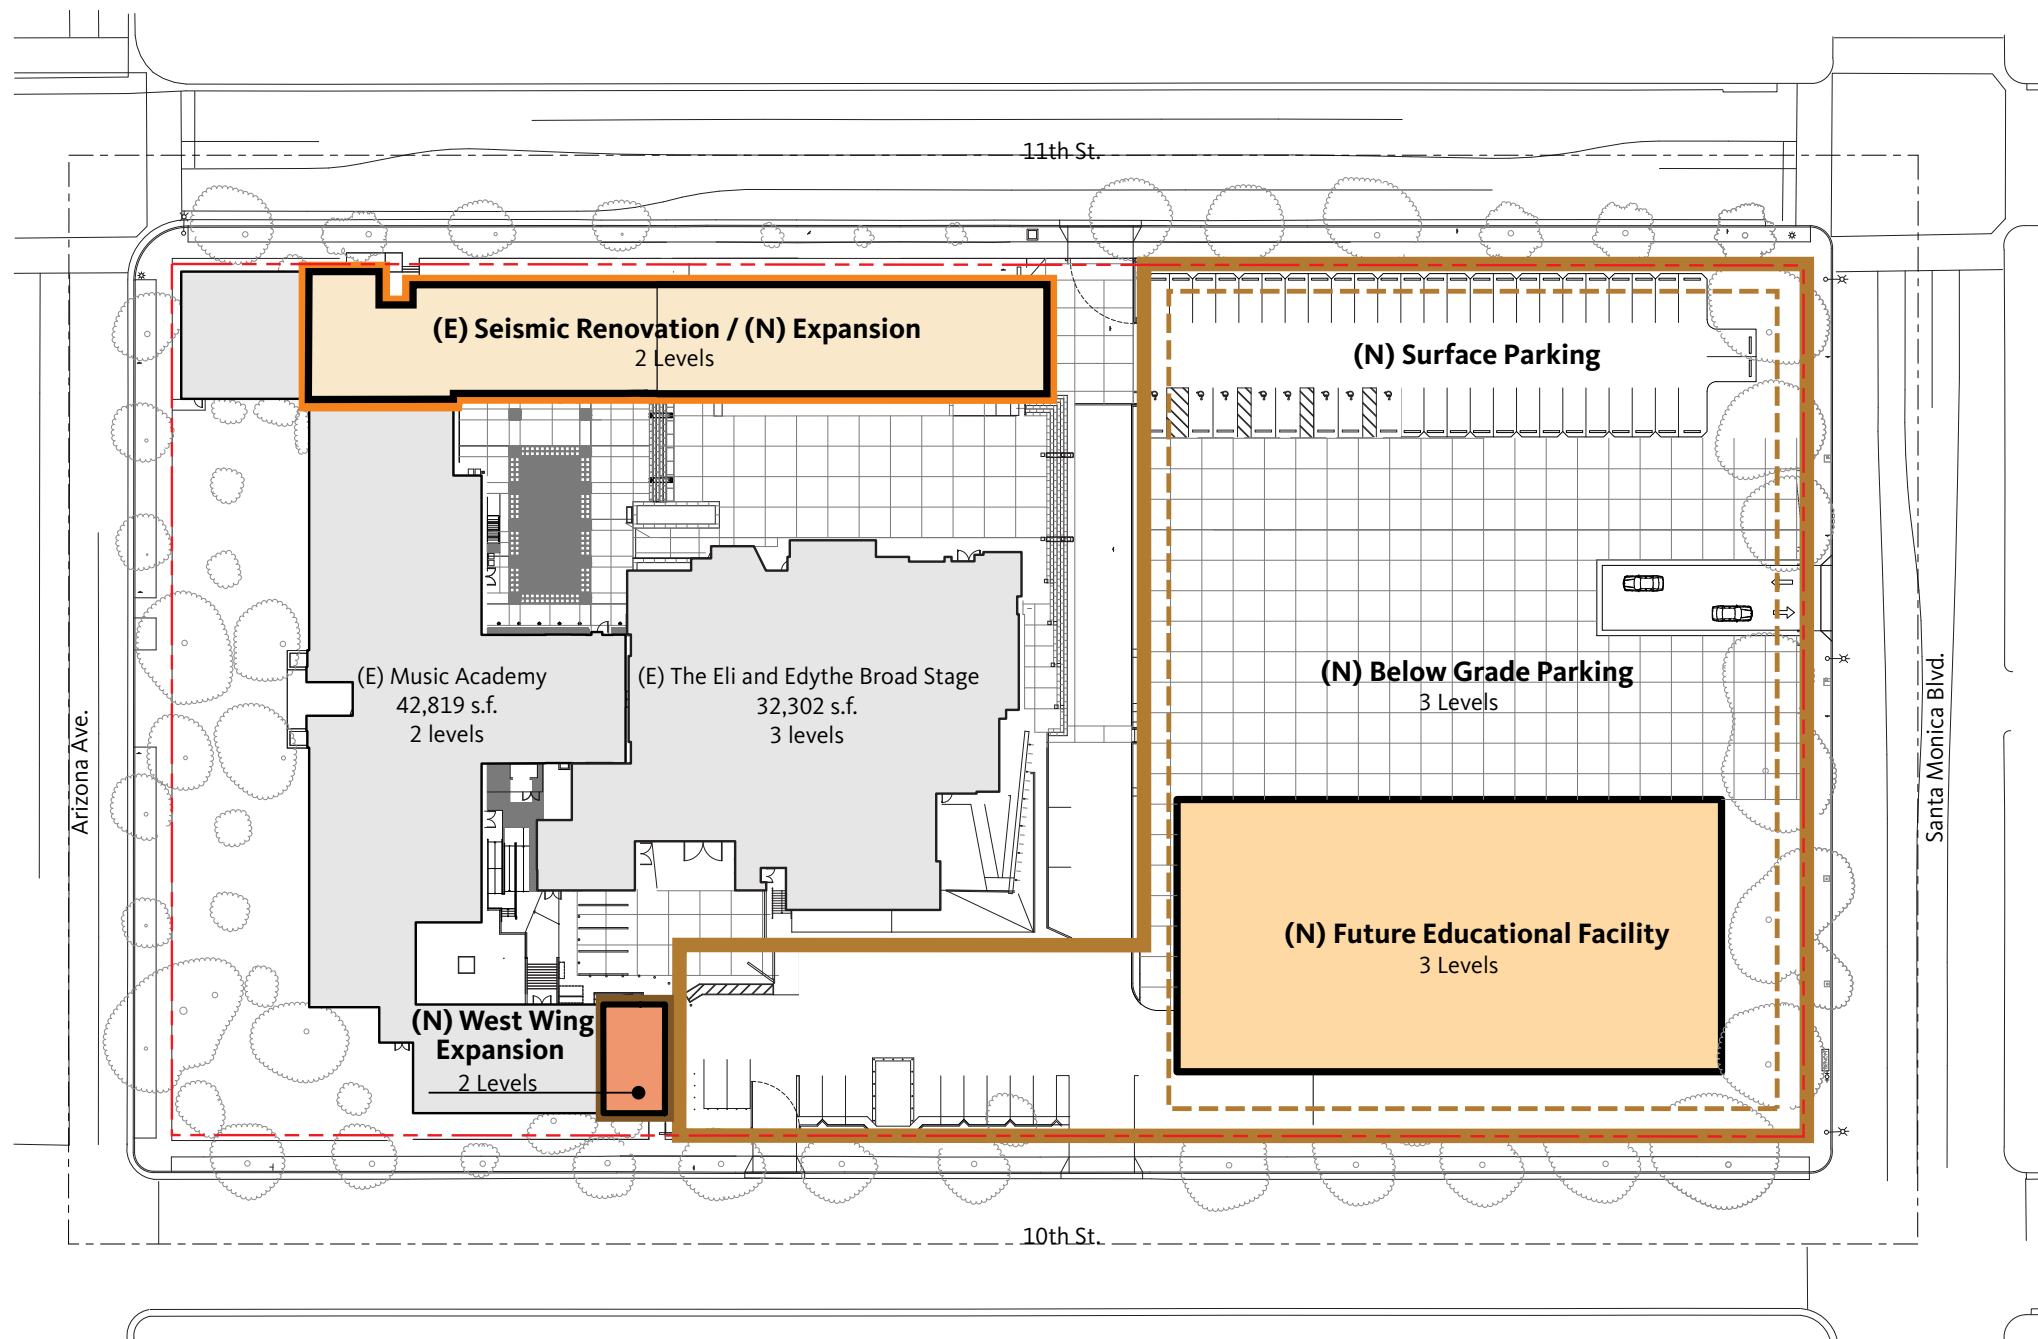 11th St.
(E) Seismic Renovation / (N) Expansion
2 Levels
(N) Surface Parking
(E) Music Academy
42,819 s.f.
2 levels
(E) The Eli and Edythe Broad Stage
32,302 s.f.
3 levels
(N) Below Grade Parking
3 Levels
Arizona Ave.
Santa Monica Blvd.
(N) Future Educational Facility
3 Levels
(N) West Wing
Expansion
2 Levels
10th St.